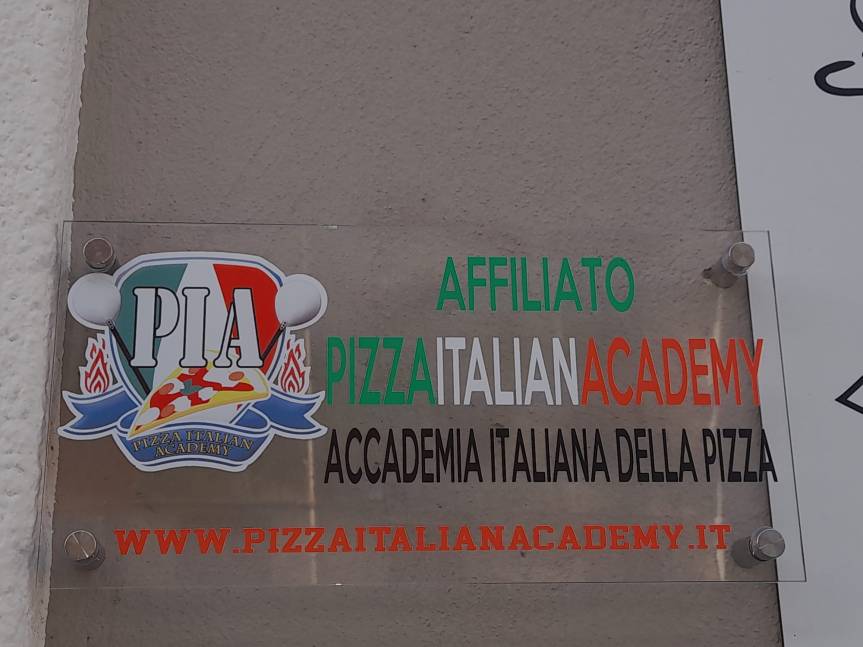 PIA
PIZZA ITALIAN
ACADEMY
AFFILIATO
PIZZAITALIANACADEMY
ACCADEMIA ITALIANA DELLA PIZZA
WWW.PIZZAITALIANACADEMY.IT